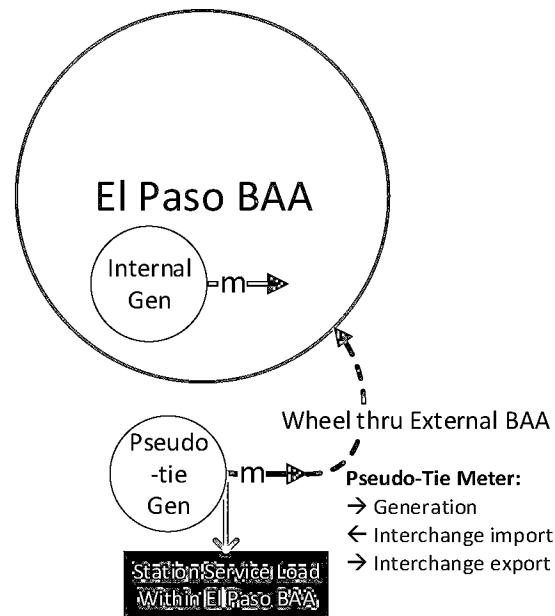 El Paso BAA
Internal
Gen
m
Wheel thru External BAA
Pseudo
-tie
Gen
m
Pseudo-Tie Meter:
→ Generation
← Interchange import
→ Interchange export
Station Service Load
Within El Paso BAA